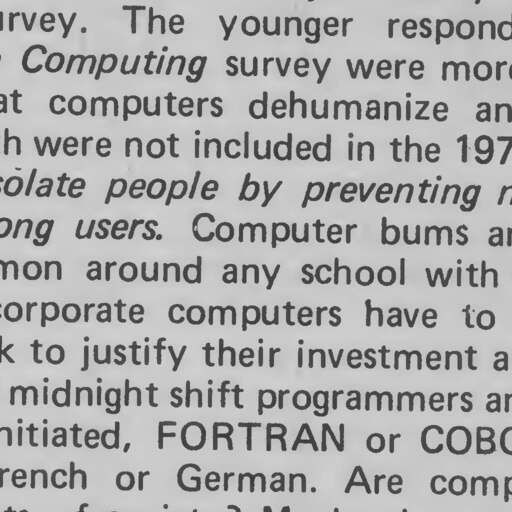 urvey. The younger respond
Computing survey were more
at computers dehumanize an
h were not included in the 197
solate people by preventing
ong users. Computer bums ar
mon around any school with
corporate computers have to
k to justify their investment a
midnight shift programmers ar
nitiated, FORTRAN or COBO
rench or German. Are comp